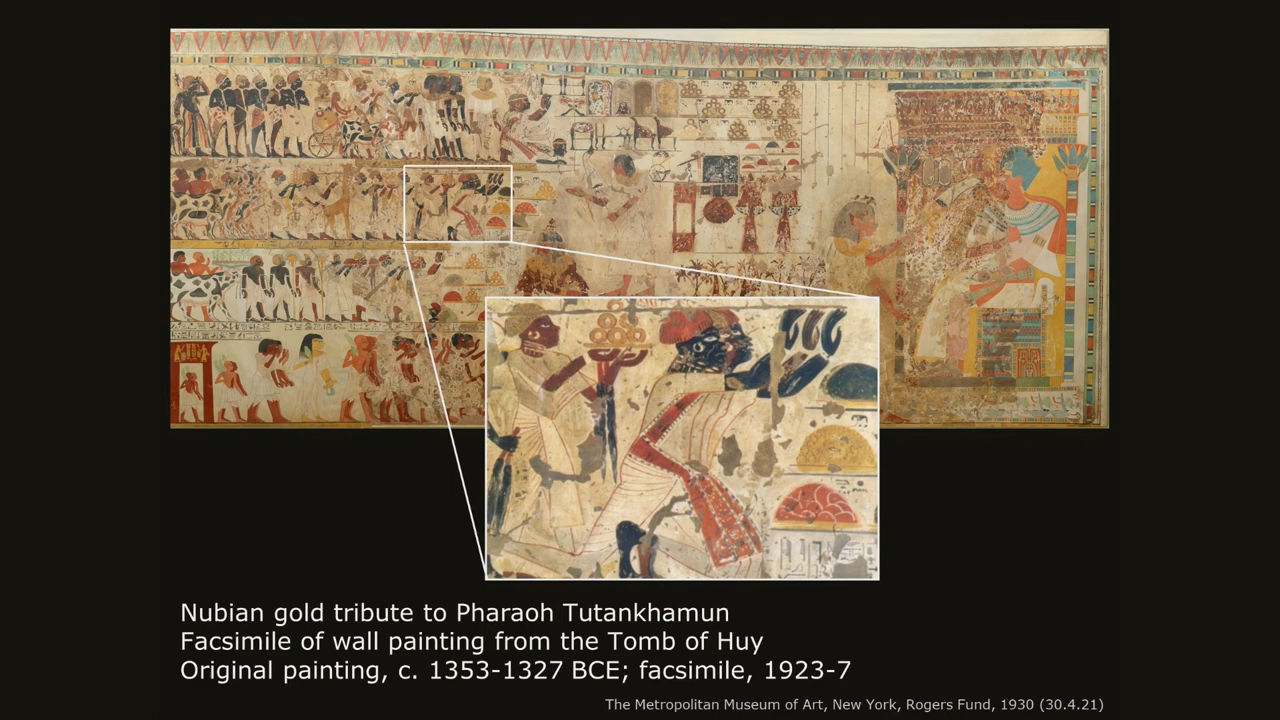 Nubian gold tribute to Pharaoh Tutankhamun
Facsimile of wall painting from the Tomb of Huy
Original painting, c. 1353-1327 BCE; facsimile, 1923-7
The Metropolitan Museum of Art, New York, Rogers Fund, 1930 (30.4.21)